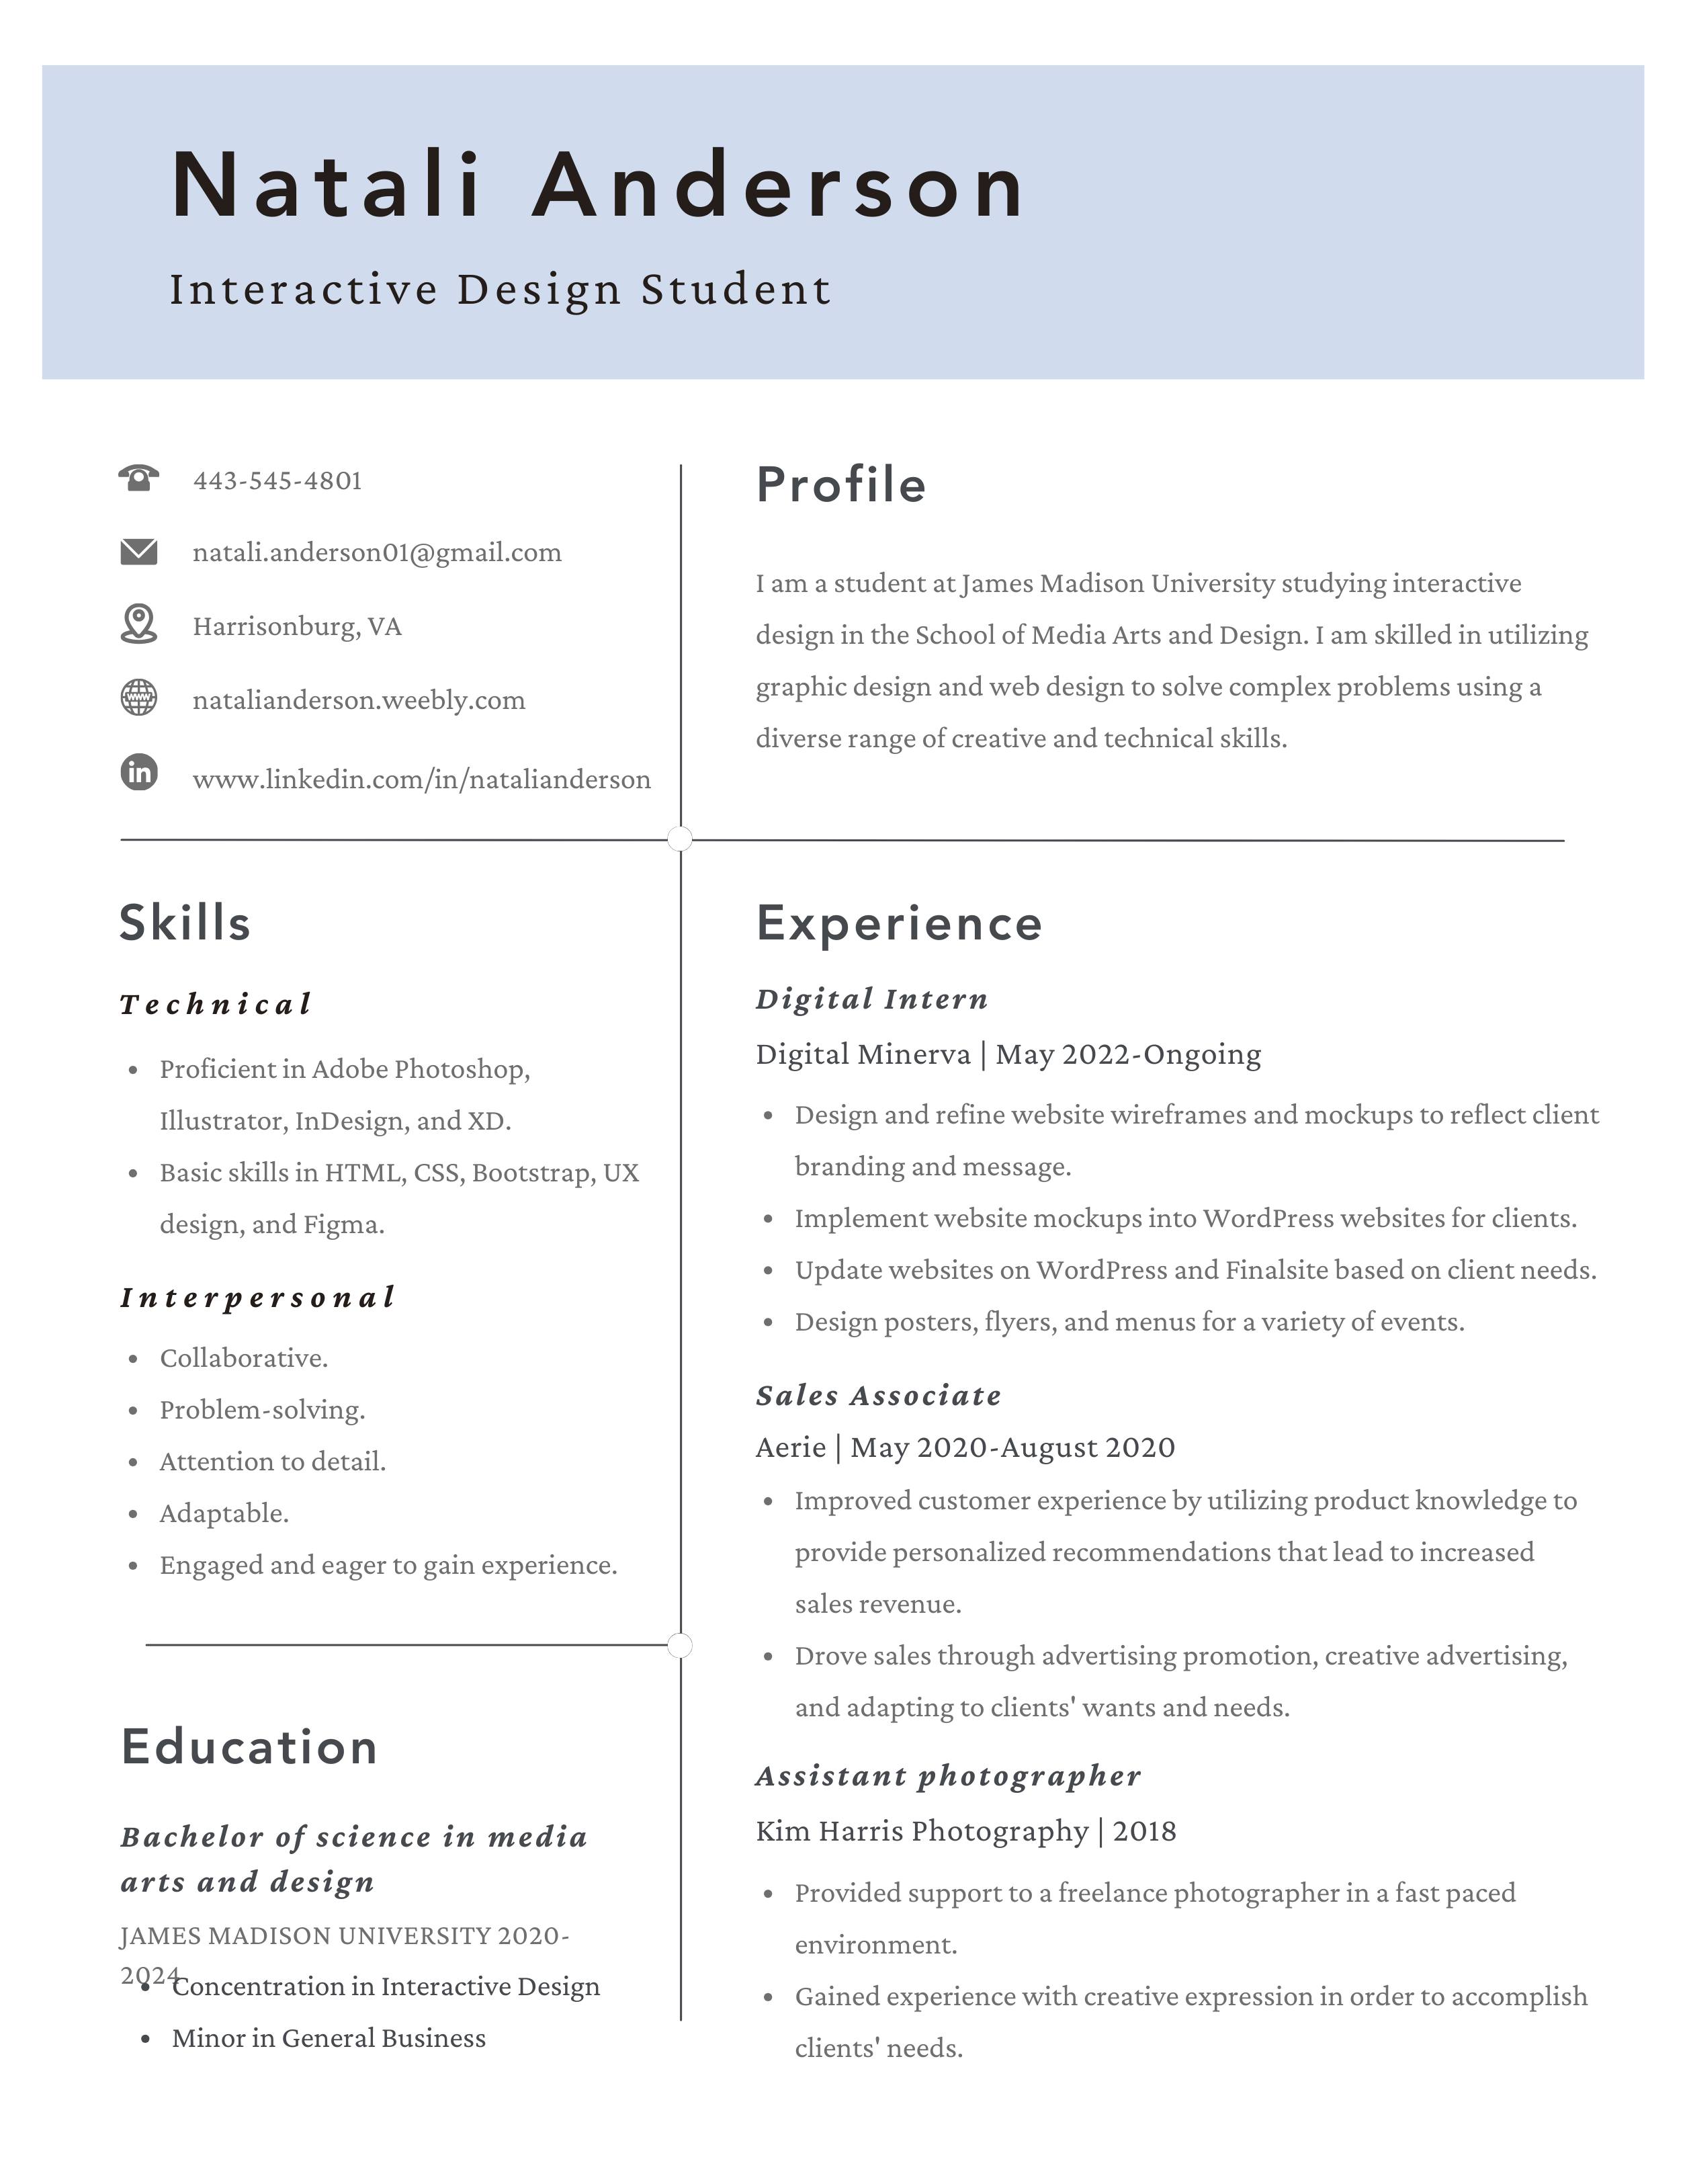 Natali Anderson
Interactive Design Student
443-545-4801
natali.anderson01@gmail.com
Harrisonburg, VA
www
natalianderson.weebly.com
in
www.linkedin.com/in/natalianderson
Profile
I am a student at James Madison University studying interactive
design in the School of Media Arts and Design. I am skilled in utilizing
graphic design and web design to solve complex problems using a
diverse range of creative and technical skills.
Skills
Technical
• Proficient in Adobe Photoshop,
Illustrator, InDesign, and XD.
• Basic skills in HTML, CSS, Bootstrap, UX
design, and Figma.
Interpersonal
• Collaborative.
• Problem-solving.
• Attention to detail.
• Adaptable.
• Engaged and eager to gain experience.
Education
Bachelor of science in media
arts and design
JAMES MADISON UNIVERSITY 2020-
2024
• Concentration in Interactive Design
• Minor in General Business
Experience
Digital Intern
Digital Minerva | May 2022-Ongoing
• Design and refine website wireframes and mockups to reflect client
branding and message.
• Implement website mockups into WordPress websites for clients.
• Update websites on WordPress and Finalsite based on client needs.
• Design posters, flyers, and menus for a variety of events.
Sales Associate
Aerie | May 2020-August 2020
• Improved customer experience by utilizing product knowledge to
provide personalized recommendations that lead to increased
sales revenue.
• Drove sales through advertising promotion, creative advertising,
and adapting to clients' wants and needs.
Assistant photographer
Kim Harris Photography | 2018
• Provided support to a freelance photographer in a fast paced
environment.
• Gained experience with creative expression in order to accomplish
clients' needs.